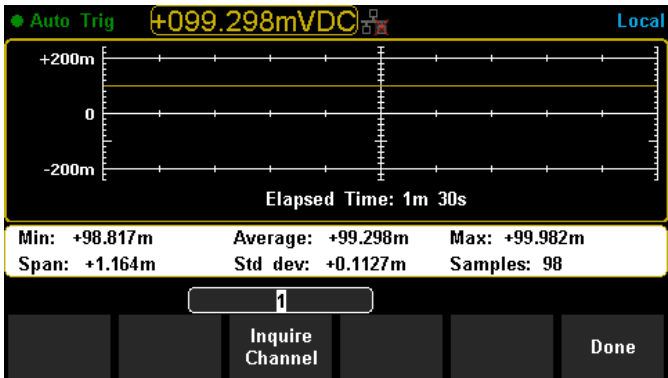 Auto Trig +099.298mVDC Local
+200m
0
-200m
Elapsed Time: 1m 30s
Min: +98.817m Average: +99.298m Max: +99.982m
Span: +1.164m Std dev: +0.1127m Samples: 98
1
Inquire Channel Done